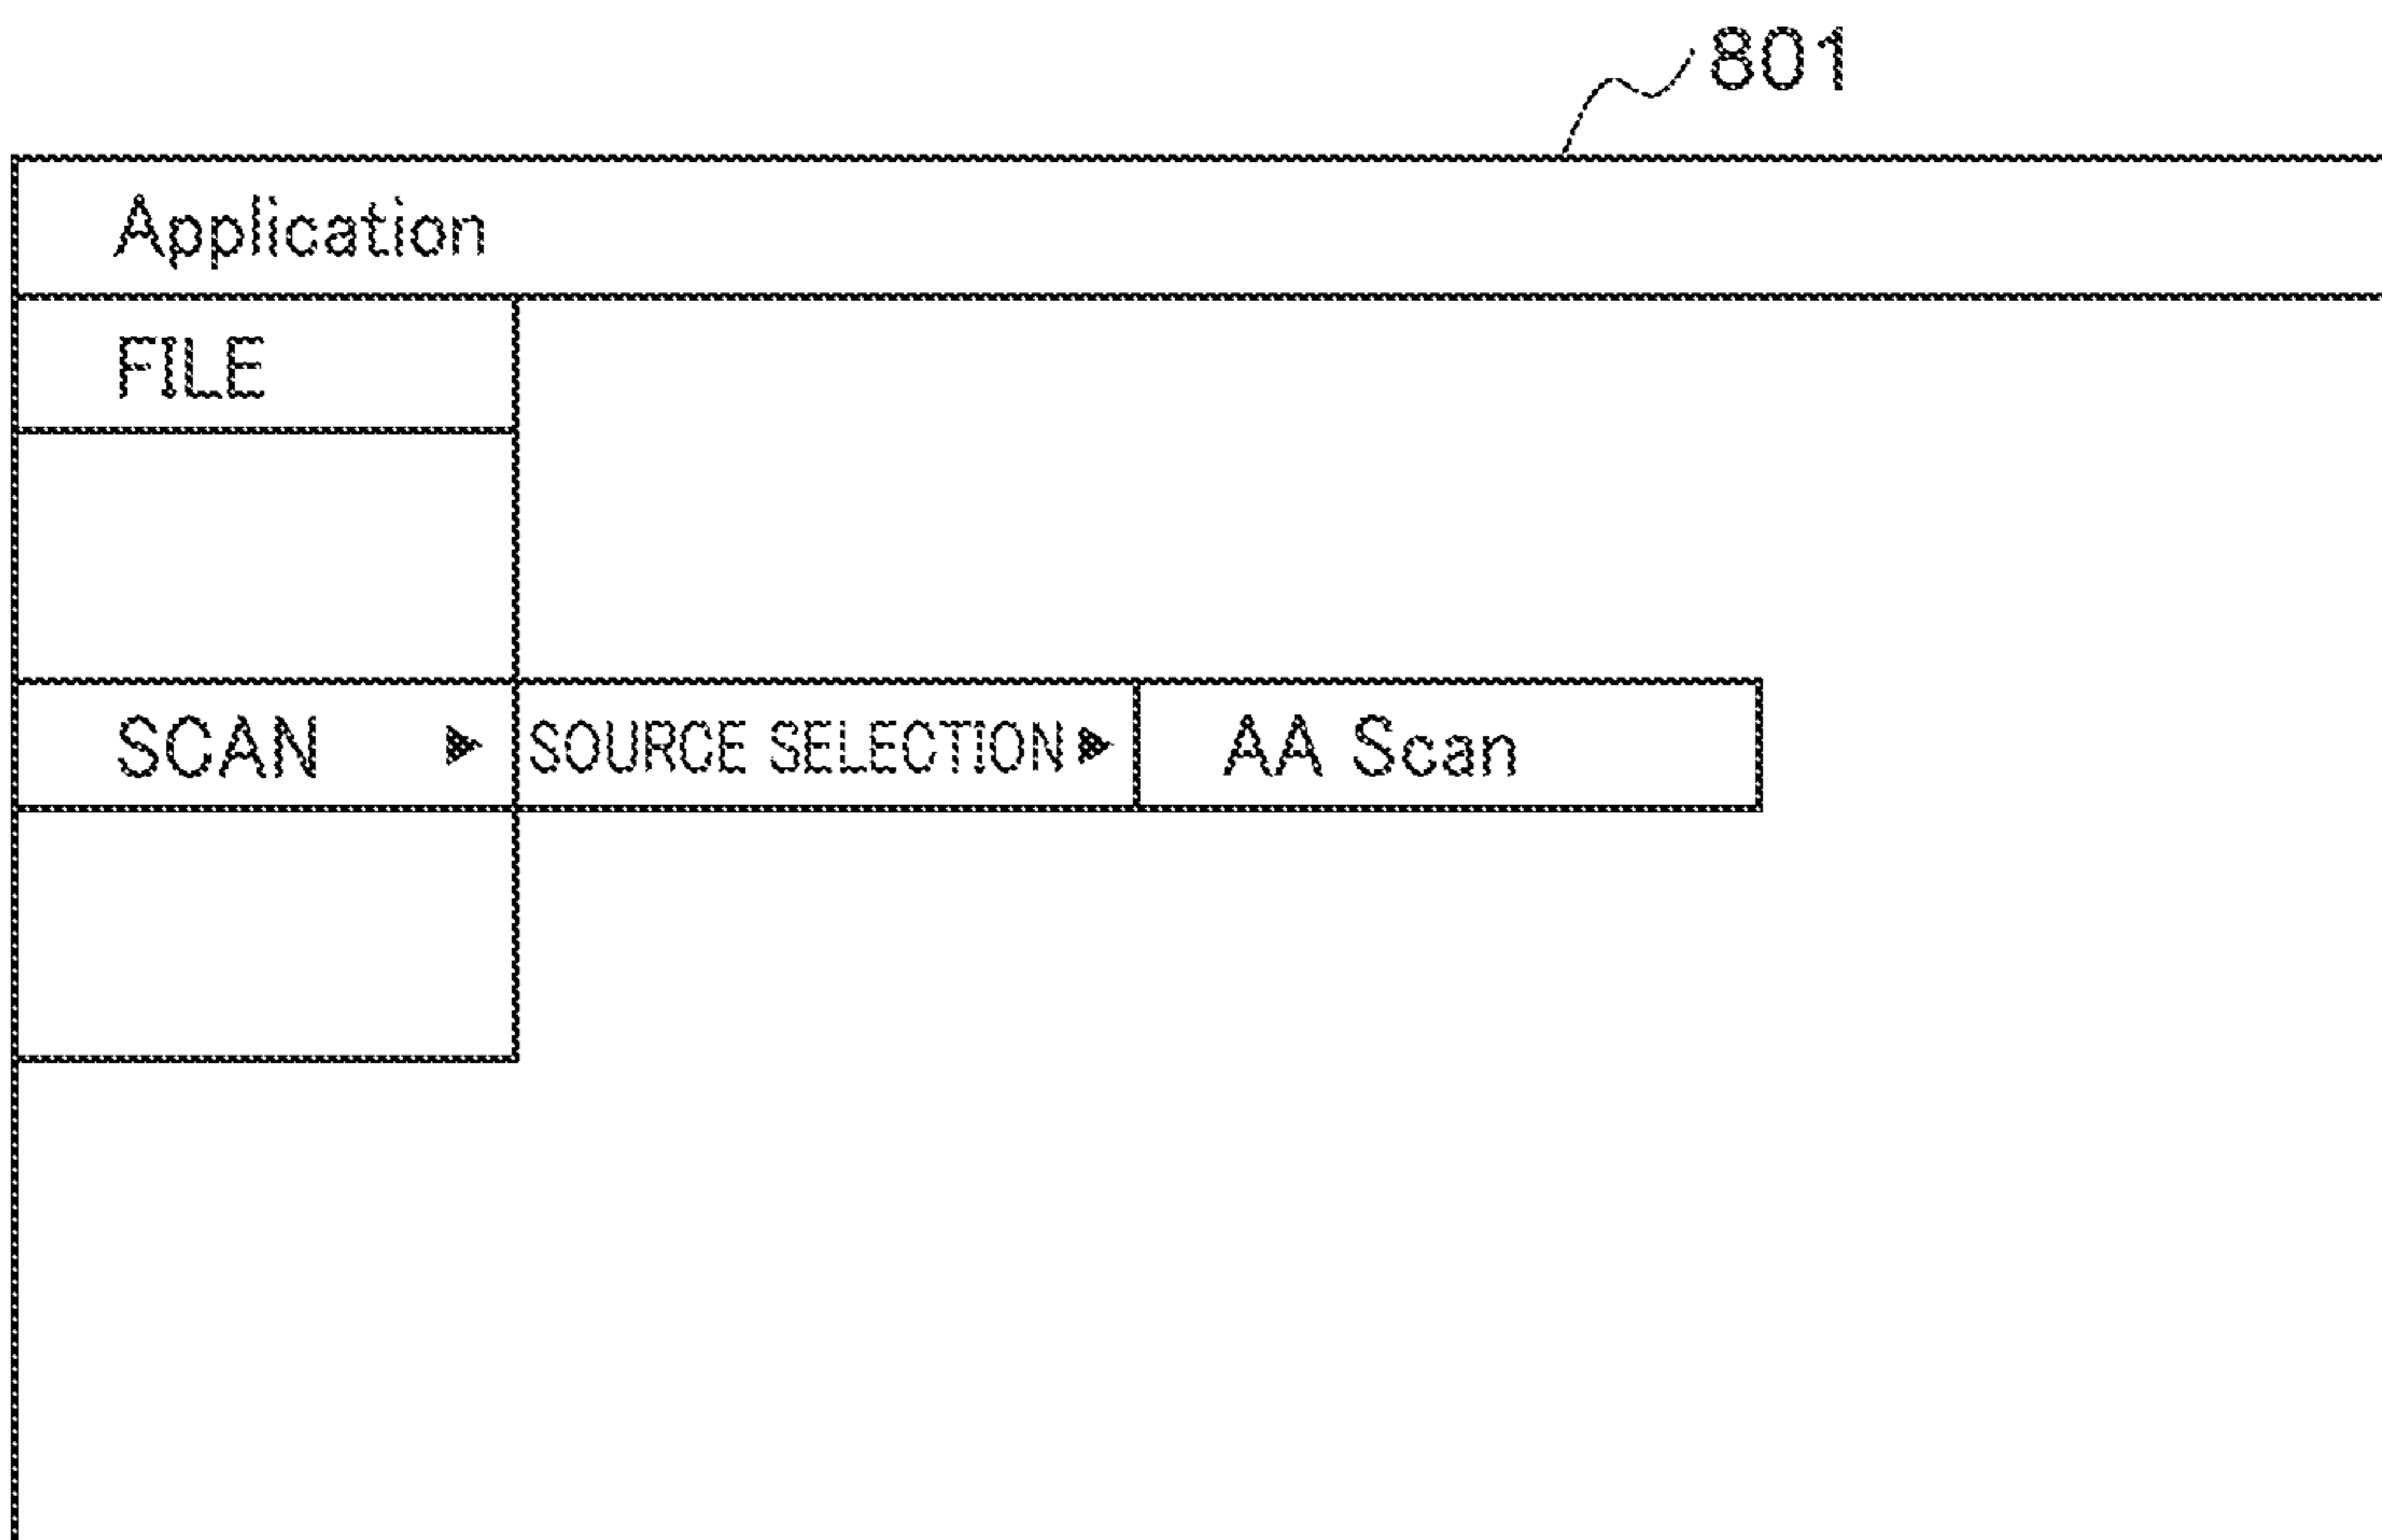 801
Application
FILE
SCAN ▶ SOURCE SELECTION ▶ AA Scan